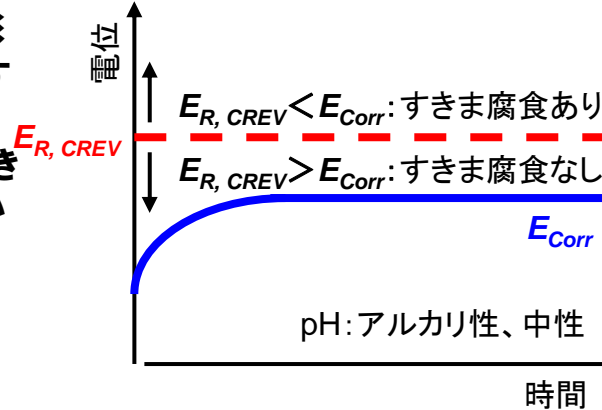 電位
E_R, CREV＜E_Corr：すきま腐食あり
E_R, CREV
E_R, CREV＞E_Corr：すきま腐食なし
き
E_Corr
pH：アルカリ性、中性
時間